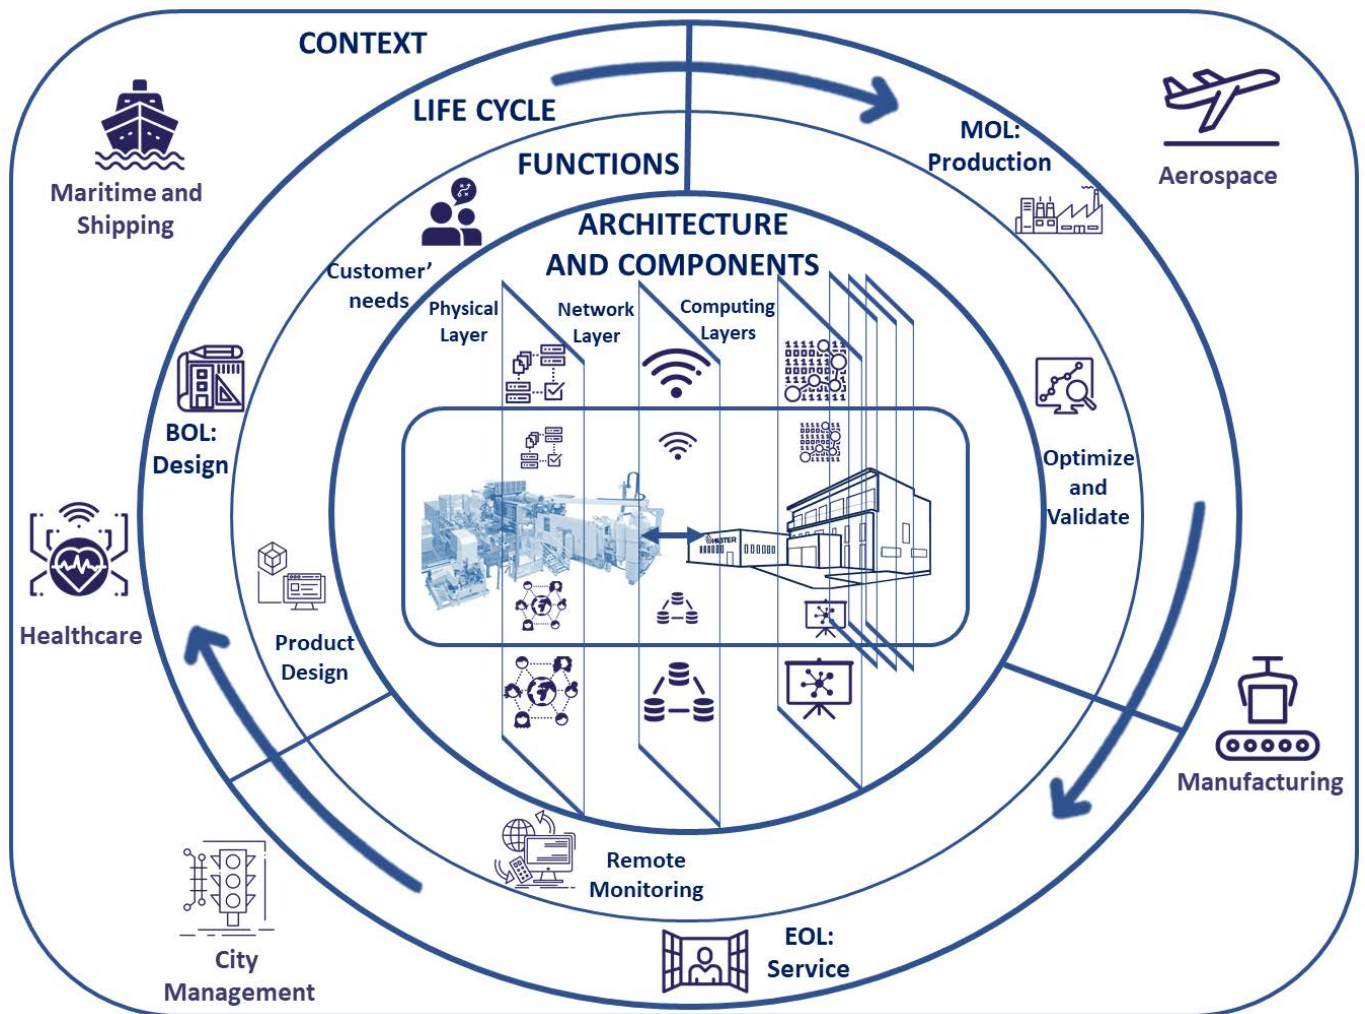 CONTEXT
LIFE CYCLE
FUNCTIONS
ARCHITECTURE
AND COMPONENTS
Maritime and
Shipping
MOL:
Production
Aerospace
Customer’
needs
Physical
Layer
Network
Layer
Computing
Layers
BOL:
Design
Optimize
and
Validate
Healthcare
Product
Design
Manufacturing
Remote
Monitoring
City
Management
EOL:
Service